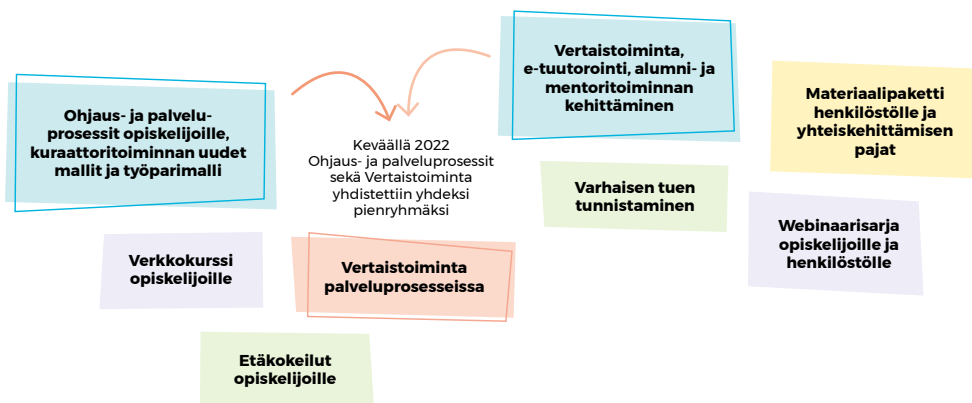 Ohjaus- ja palvelu-
prosessit opiskelijoille,
kuraattoritoiminnan uudet
mallit ja työparimalli
Keväällä 2022
Ohjaus- ja palveluprosessit
sekä Vertaistoiminta
yhdistettiin yhdeksi
pienryhmäksi
Vertaistoiminta,
e-tuutorointi, alumni- ja
mentoritoiminnan
kehittäminen
Materiaalipaketti
henkilöstölle ja
yhteiskehittämisen
pajat
Varhaisen tuen
tunnistaminen
Webinaarisarja
opiskelijoille ja
henkilöstölle
Verkkokurssi
opiskelijoille
Vertaistoiminta
palveluprosesseissa
Etäkokeilut
opiskelijoille